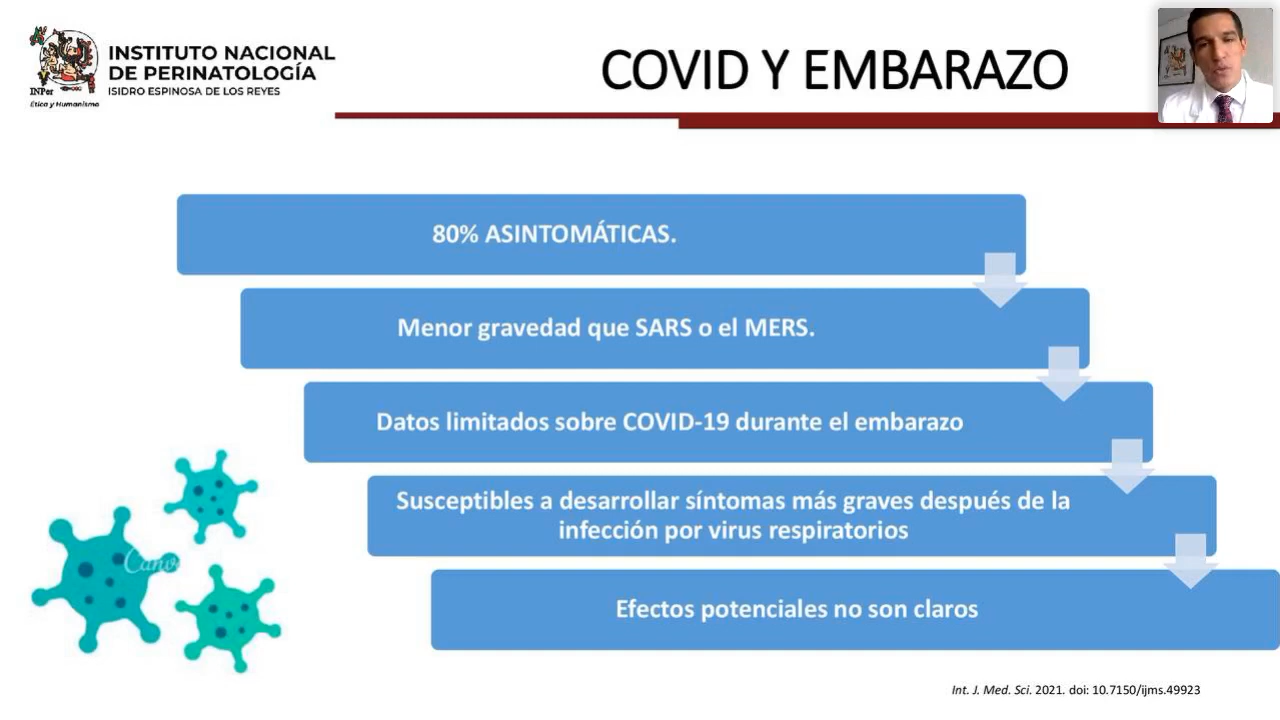 INSTITUTO NACIONAL
DE PERINATOLOGÍA
ISIDRO ESPINOSA DE LOS REYES
INPer
Ética y Humanismo
COVID Y EMBARAZO
80% ASINTOMÁTICAS.
Menor gravedad que SARS o el MERS.
Datos limitados sobre COVID-19 durante el embarazo
Susceptibles a desarrollar síntomas más graves después de la
infección por virus respiratorios
Efectos potenciales no son claros
Canva
Int. J. Med. Sci. 2021. doi: 10.7150/ijms.49923